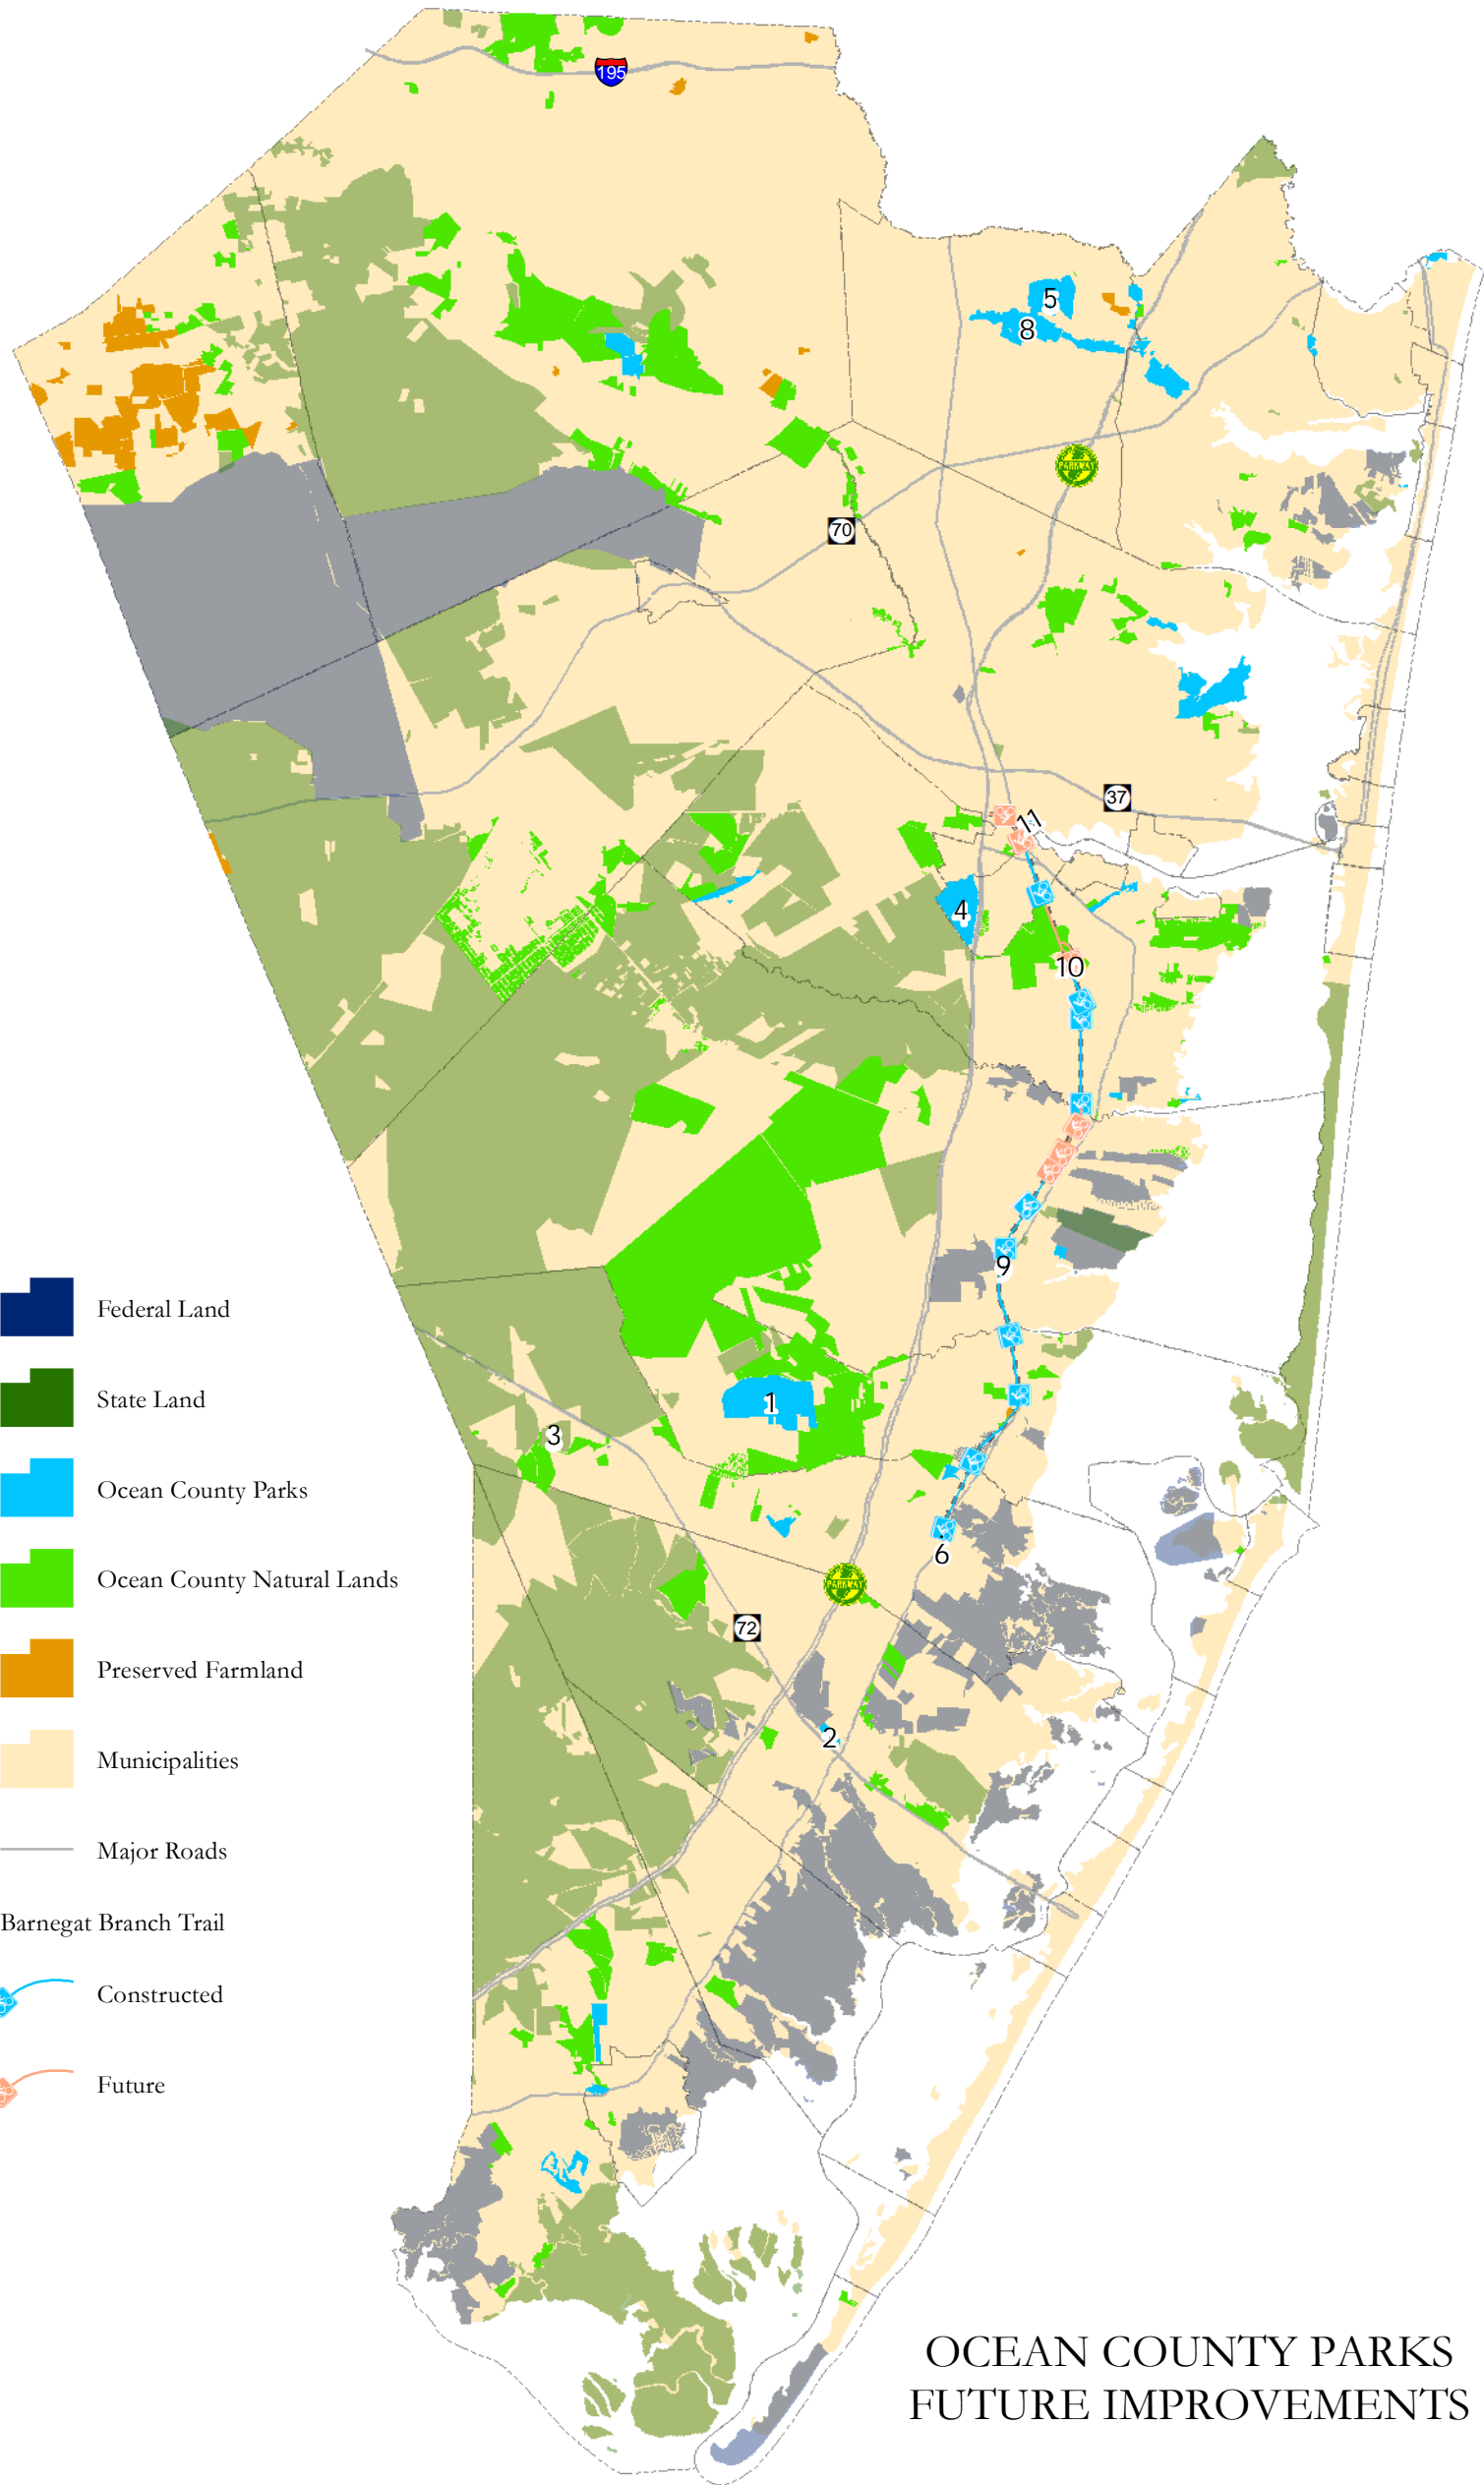 195
5
8
PARKWAY
70
37
11
4
10
9
1
3
6
PARKWAY
72
2
Federal Land
State Land
Ocean County Parks
Ocean County Natural Lands
Preserved Farmland
Municipalities
Major Roads
Barnegat Branch Trail
Constructed
Future
OCEAN COUNTY PARKS
FUTURE IMPROVEMENTS